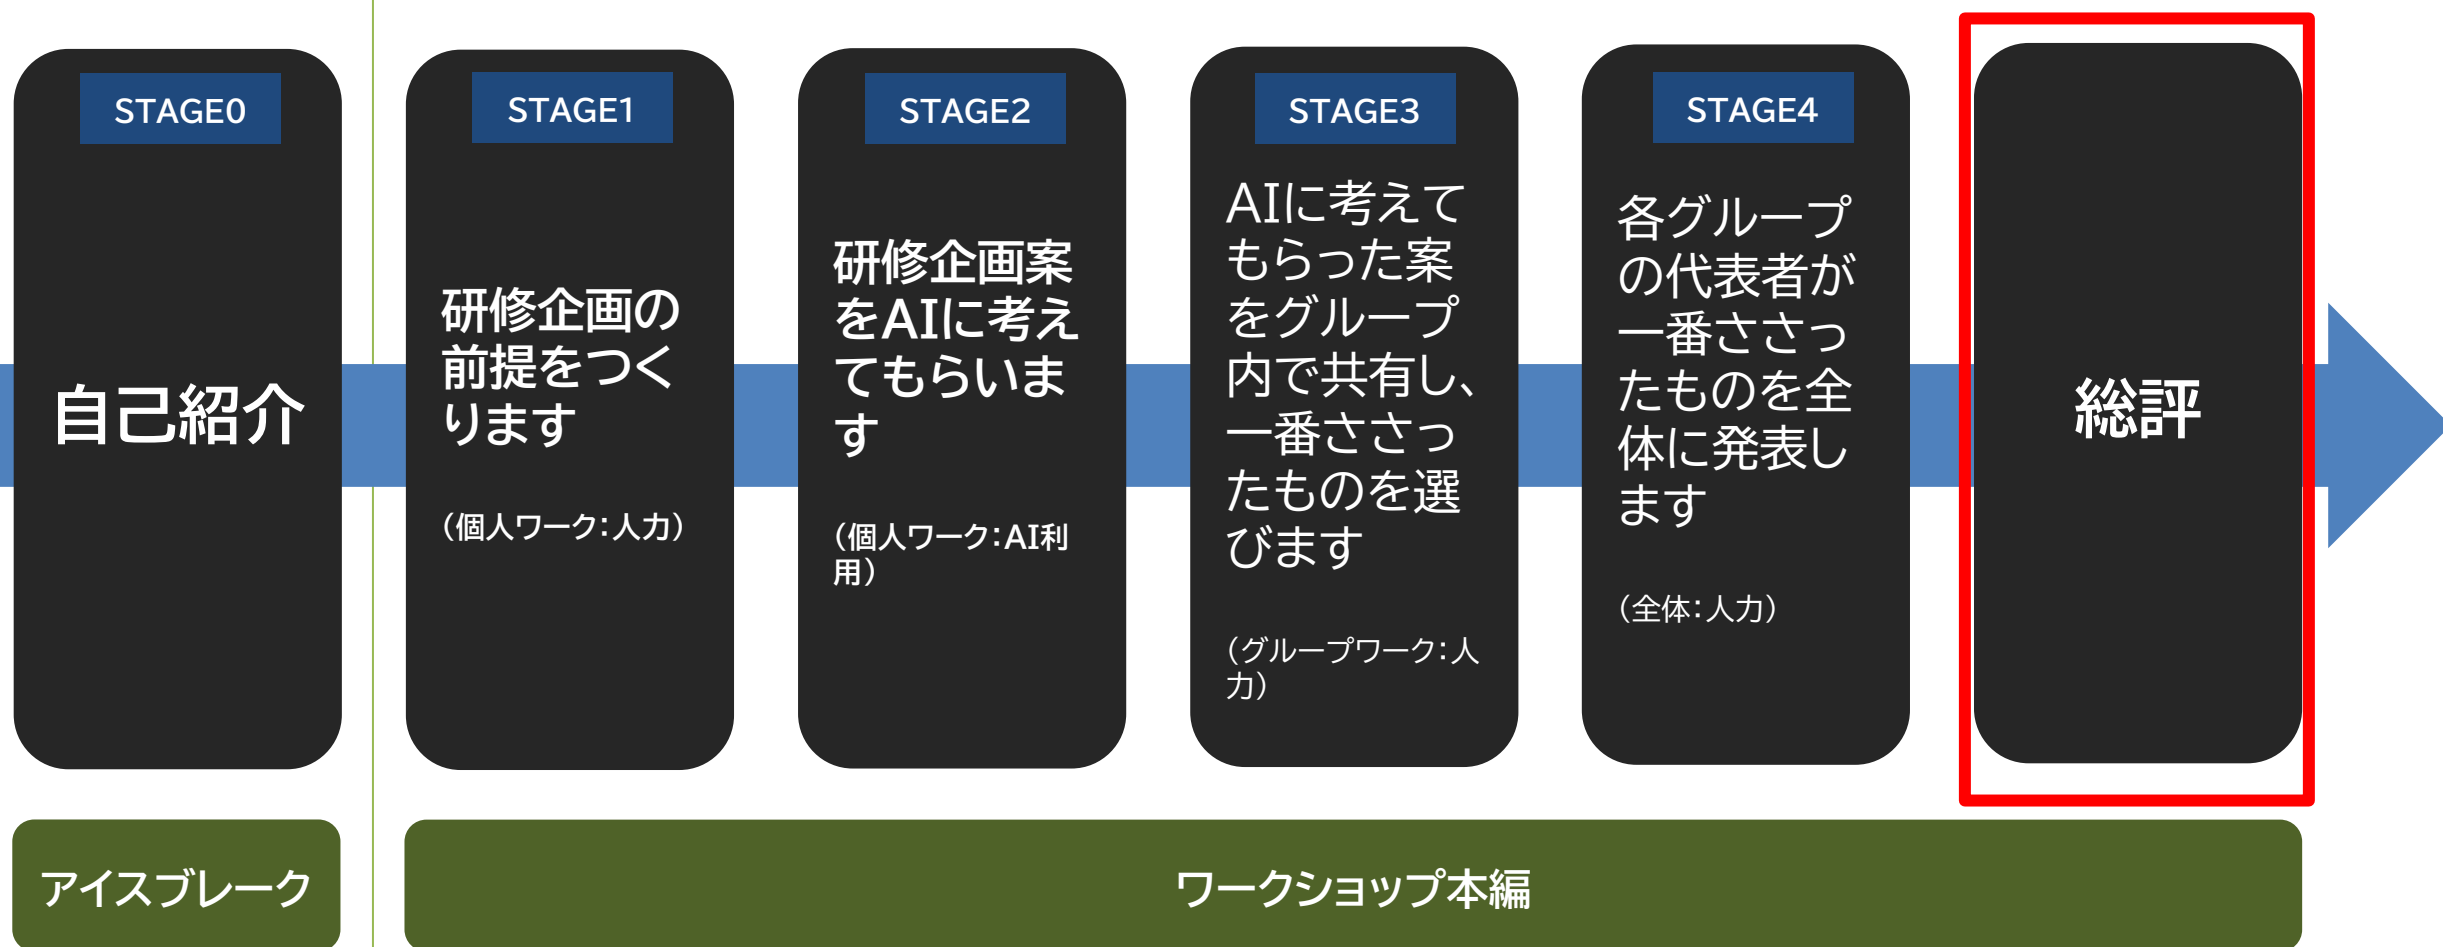 STAGE0
自己紹介
STAGE1
研修企画の
前提をつく
ります
（個人ワーク：人力）
STAGE2
研修企画案
をAIに考え
てもらいま
す
（個人ワーク：AI利
用）
STAGE3
AIに考えて
もらった案
をグループ
内で共有し、
一番ささっ
たものを選
びます
（グループワーク：人
力）
STAGE4
各グループ
の代表者が
一番ささっ
たものを全
体に発表し
ます
（全体：人力）
総評
アイスブレーク
ワークショップ本編